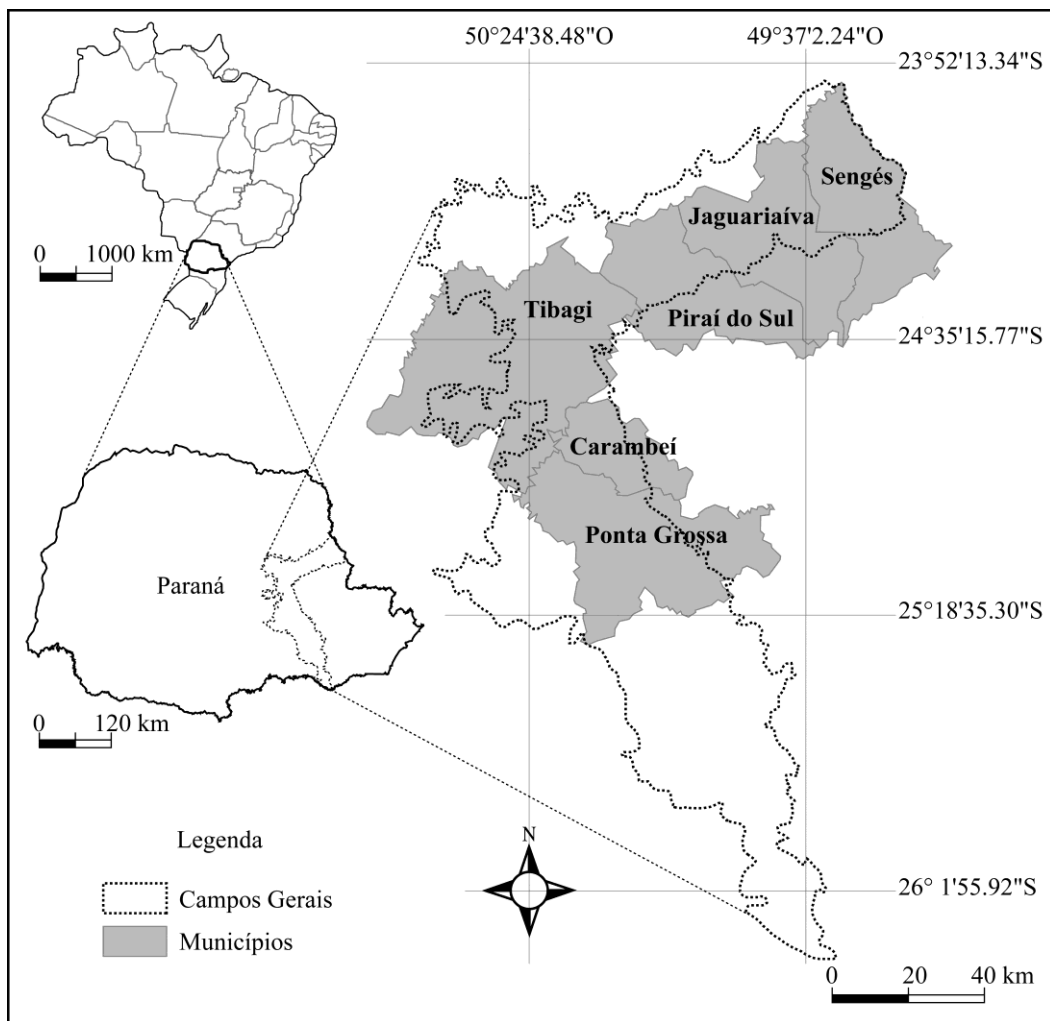 50°24'38.48"O
49°37'2.24"O
23°52'13.34"S
Sengés
Jaguariaíva
0 1000 km
Tibagi
Piraí do Sul
24°35'15.77"S
Carambeí
Ponta Grossa
Paraná
25°18'35.30"S
0 120 km
Legenda
N
Campos Gerais
26° 1'55.92"S
Municípios
0 20 40 km